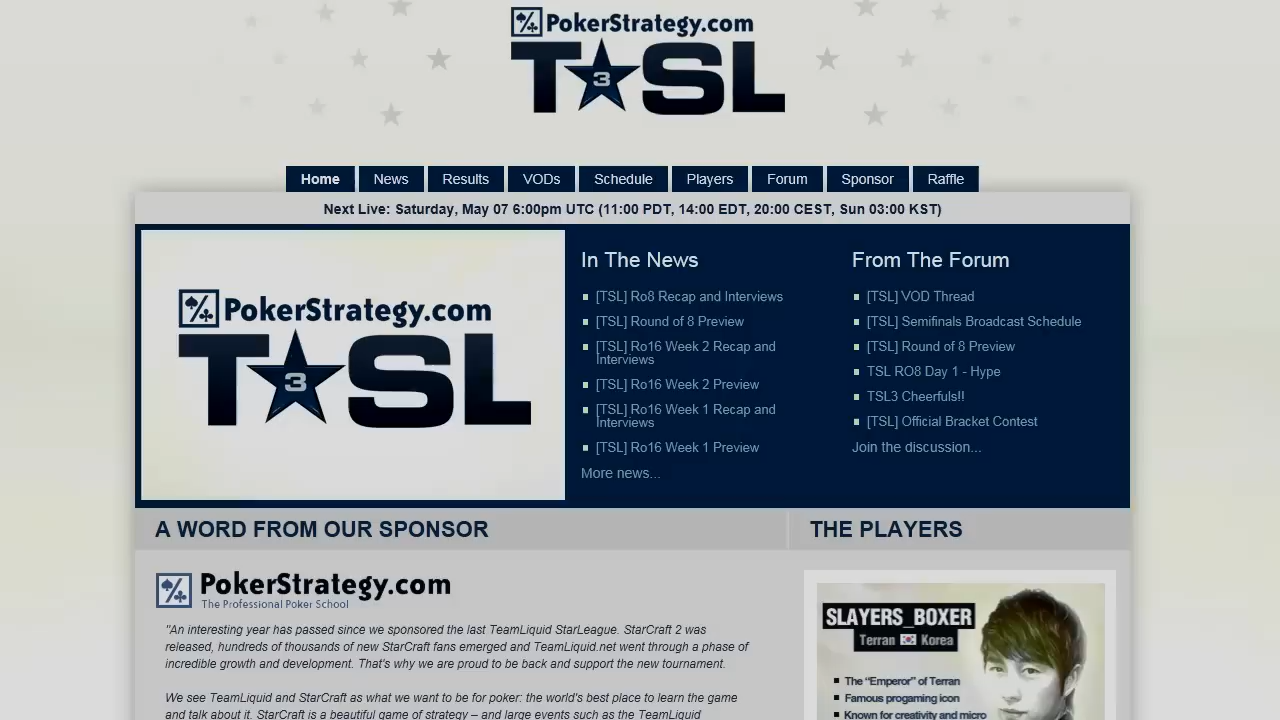 PokerStrategy.com
T3SL
Home News Results VODs Schedule Players Forum Sponsor Raffle
Next Live: Saturday, May 07 6:00pm UTC (11:00 PDT, 14:00 EDT, 20:00 CEST, Sun 03:00 KST)
PokerStrategy.com
T3SL
In The News
[TSL] Ro8 Recap and Interviews
[TSL] Round of 8 Preview
[TSL] Ro16 Week 2 Recap and
Interviews
[TSL] Ro16 Week 2 Preview
[TSL] Ro16 Week 1 Recap and
Interviews
[TSL] Ro16 Week 1 Preview
More news...
From The Forum
[TSL] VOD Thread
[TSL] Semifinals Broadcast Schedule
[TSL] Round of 8 Preview
TSL RO8 Day 1 - Hype
TSL3 Cheerfuls!!
[TSL] Official Bracket Contest
Join the discussion...
A WORD FROM OUR SPONSOR
PokerStrategy.com
The Professional Poker School
"An interesting year has passed since we sponsored the last TeamLiquid StarLeague. StarCraft 2 was
released, hundreds of thousands of new StarCraft fans emerged and TeamLiquid.net went through a phase of
incredible growth and development. That's why we are proud to be back and support the new tournament.
We see TeamLiquid and StarCraft as what we want to be for poker: the world's best place to learn the game
and talk about it. StarCraft is a beautiful game of strategy – and large events such as the TeamLiquid
THE PLAYERS
SLAYERS_BOXER
Terran Korea
The "Emperor" of Terran
Famous progaming icon
Known for creativity and micro